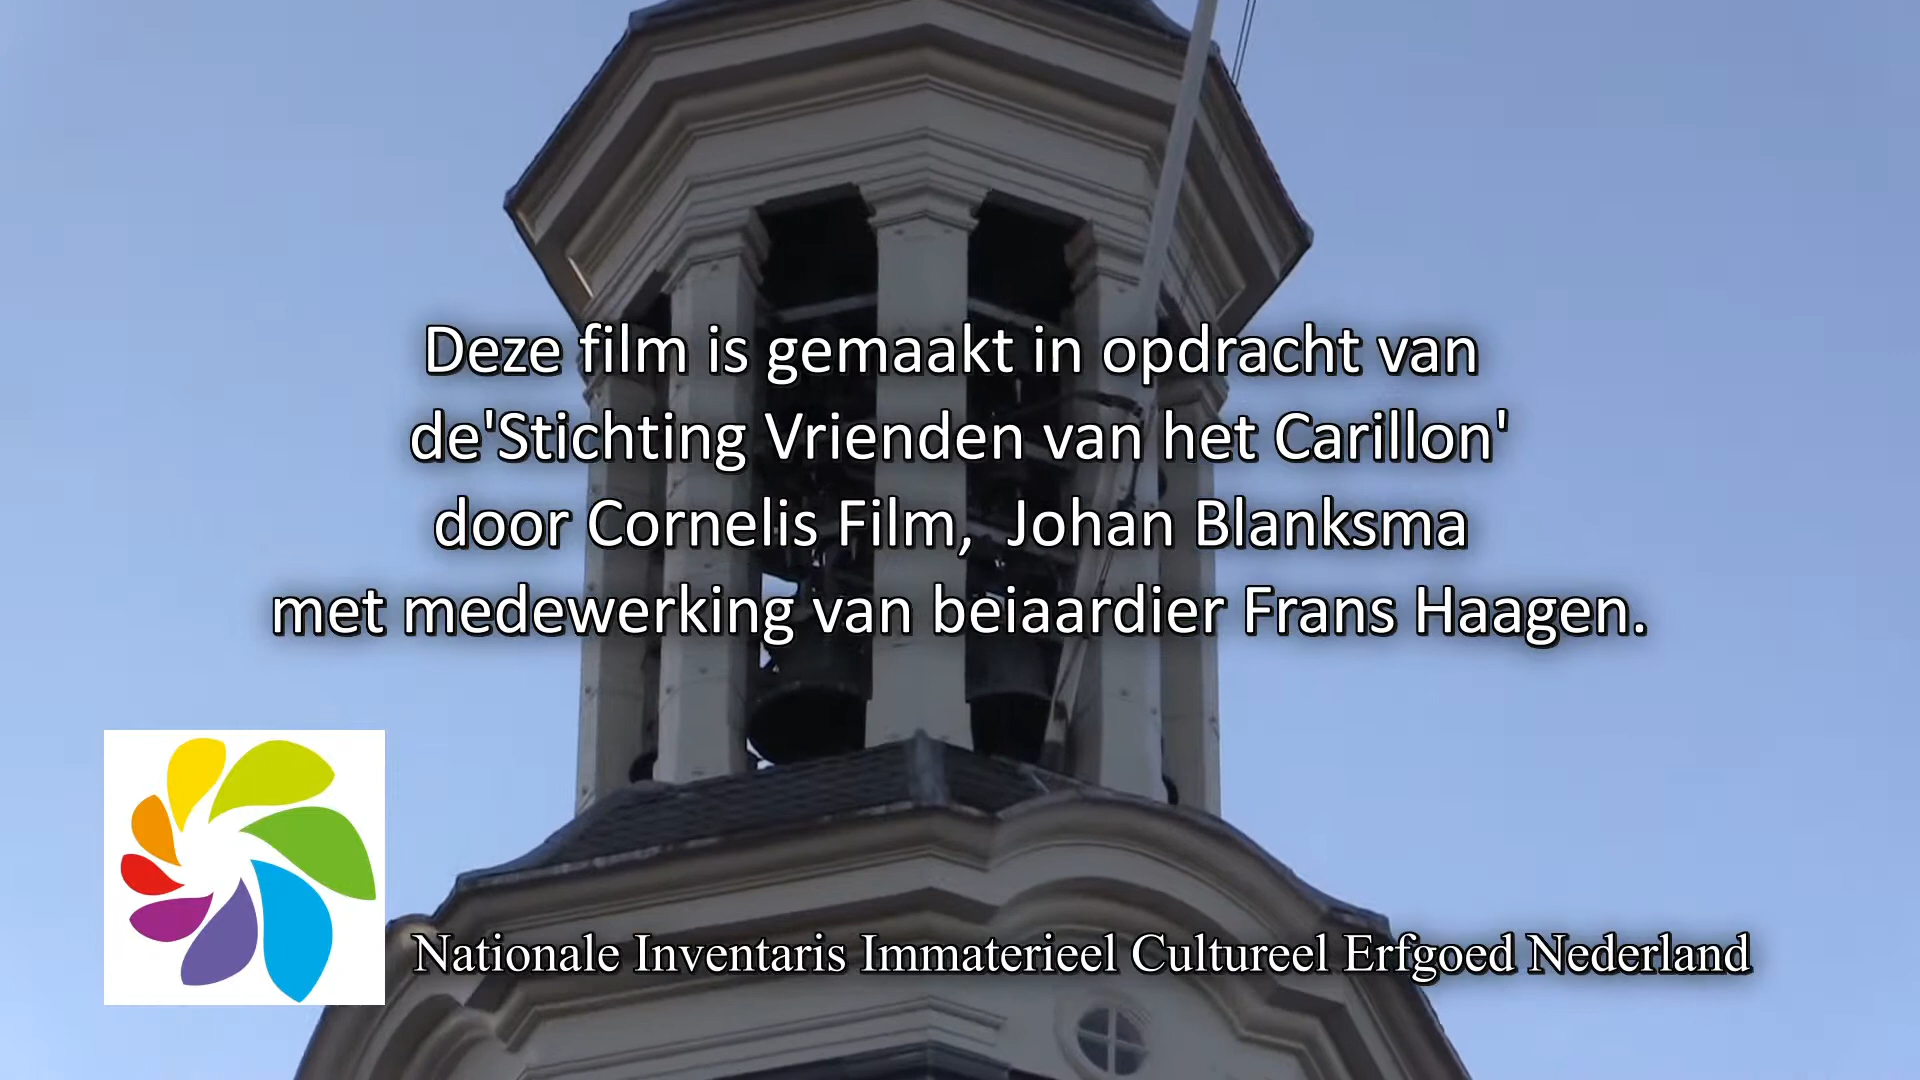 Deze film is gemaakt in opdracht van
de'Stichting Vrienden van het Carillon'
door Cornelis Film, Johan Blanksma
met medewerking van beiaardier Frans Haagen.
Nationale Inventaris Immaterieel Cultureel Erfgoed Nederland